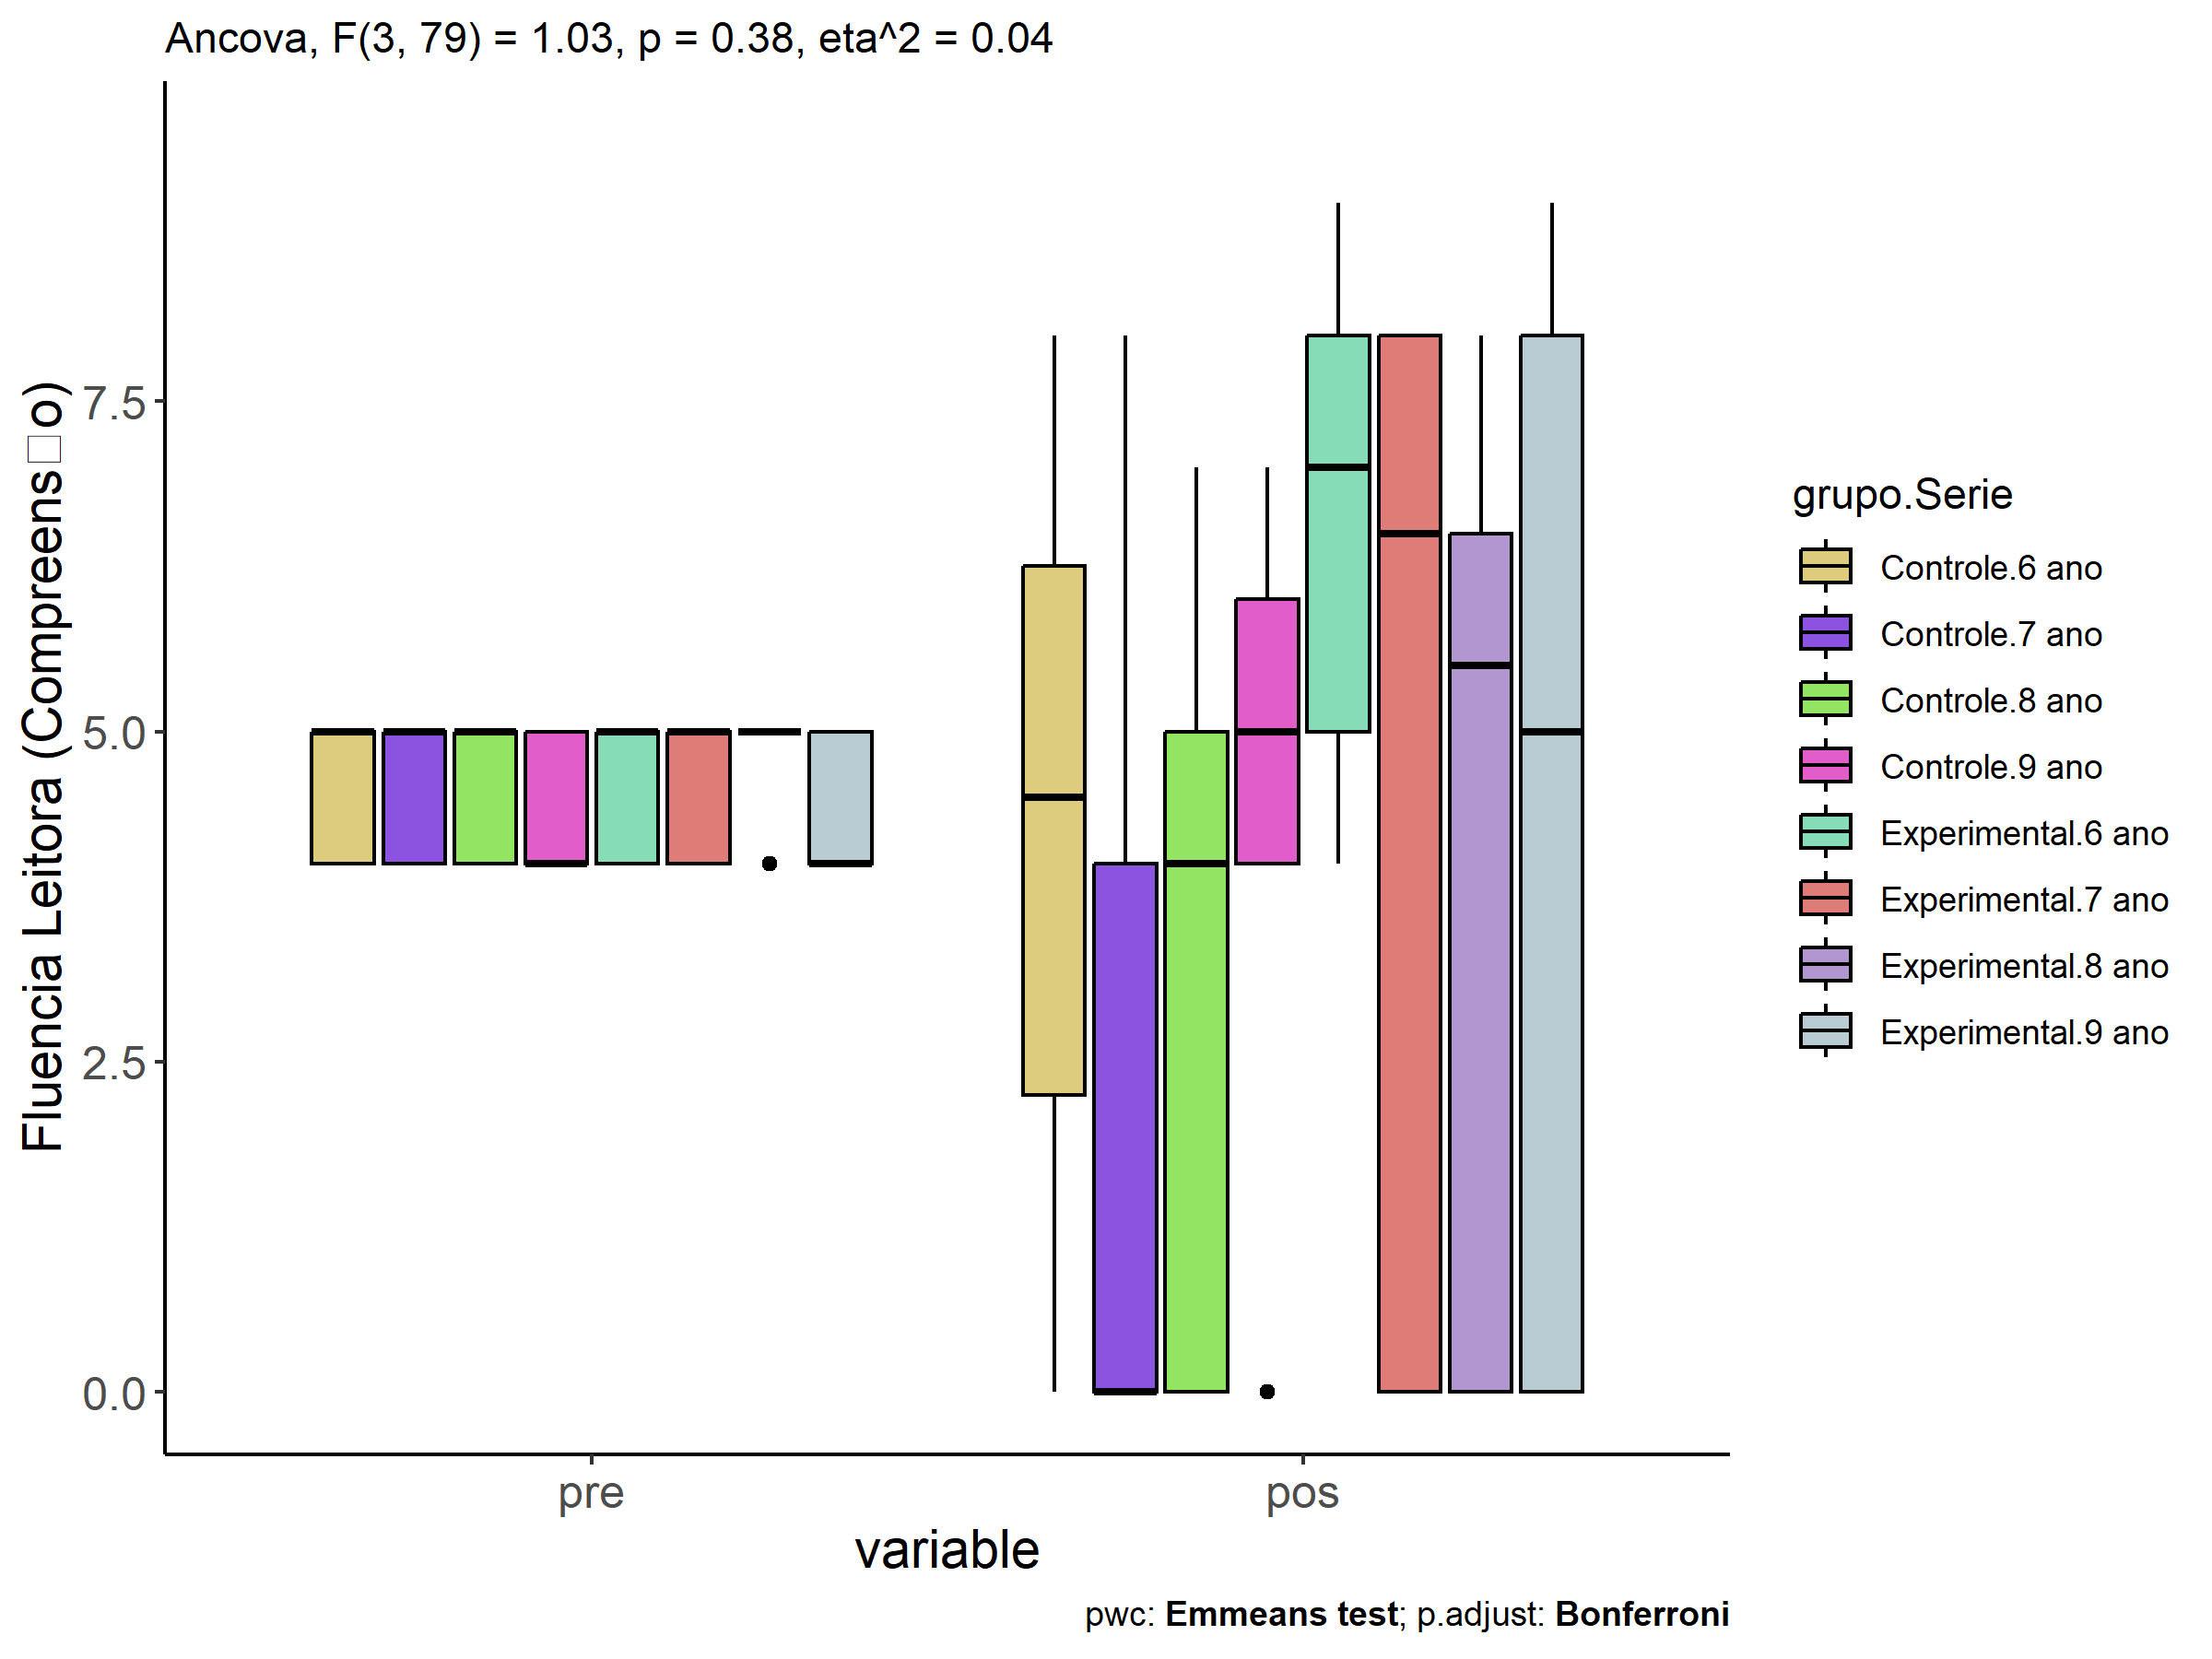 Ancova, F(3, 79) = 1.03, p = 0.38, eta^2 = 0.04
Fluencia Leitora (Compreens□o)
7.5
5.0
2.5
0.0
pre
pos
variable
grupo.Serie
Controle.6 ano
Controle.7 ano
Controle.8 ano
Controle.9 ano
Experimental.6 ano
Experimental.7 ano
Experimental.8 ano
Experimental.9 ano
pwc: Emmeans test; p.adjust: Bonferroni